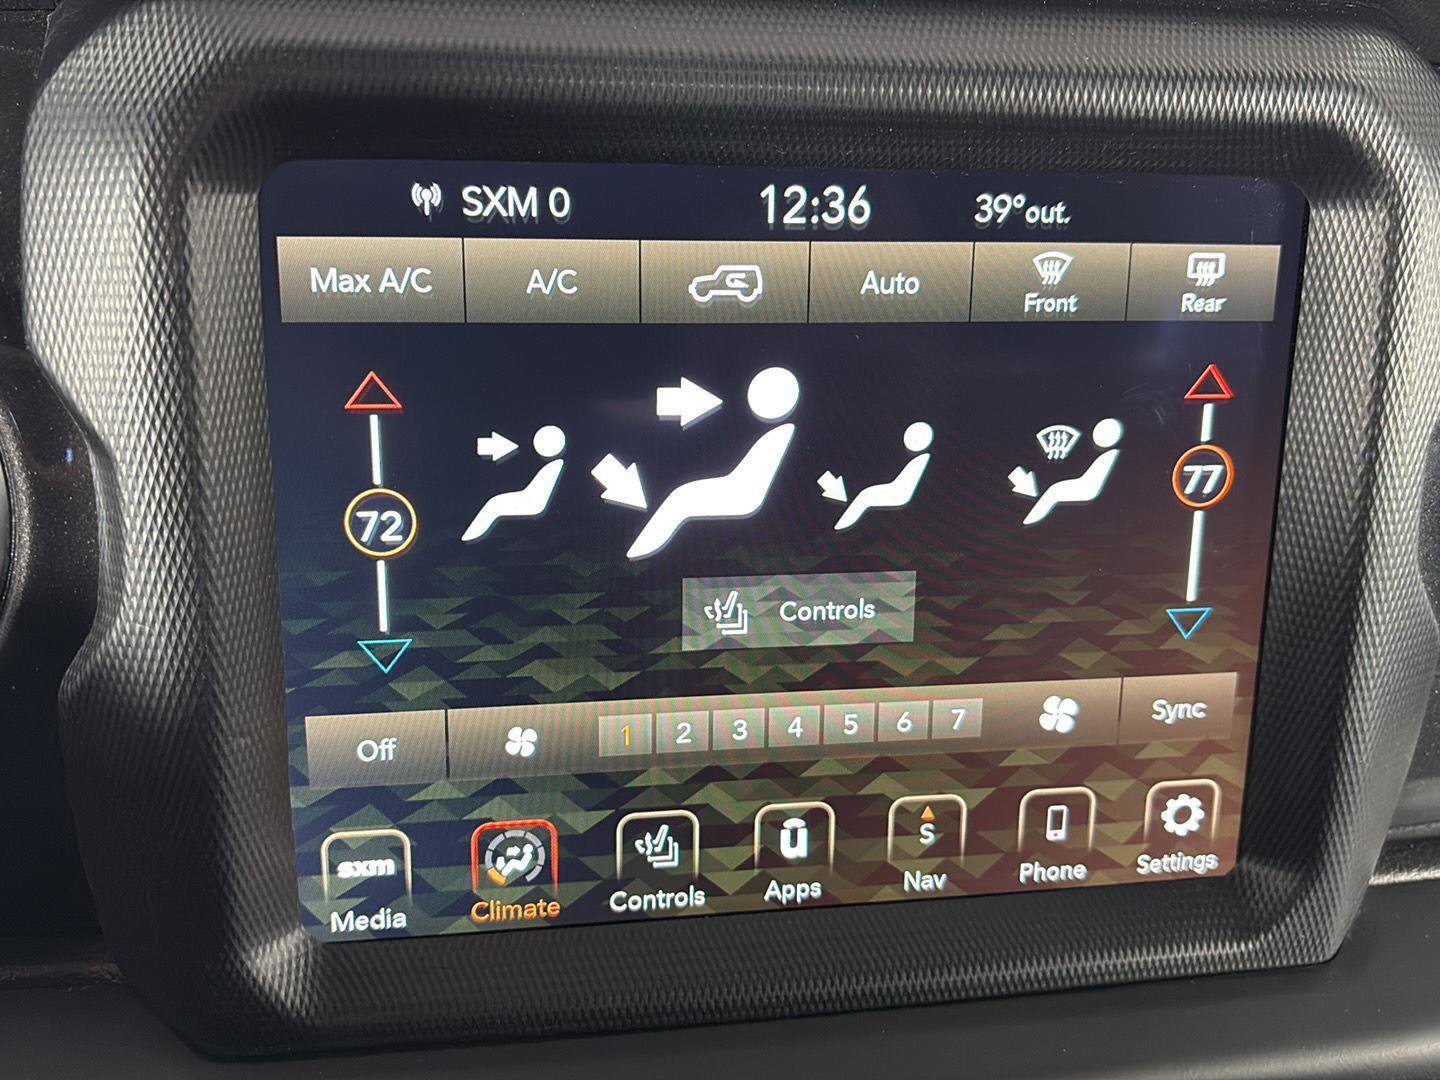 SXM 0 12:36 39°out.
Max A/C A/C Auto Front Rear
72 77
Controls
Off 1 2 3 4 5 6 7 Sync
sxm u S
Media Climate Controls Apps Nav Phone Settings